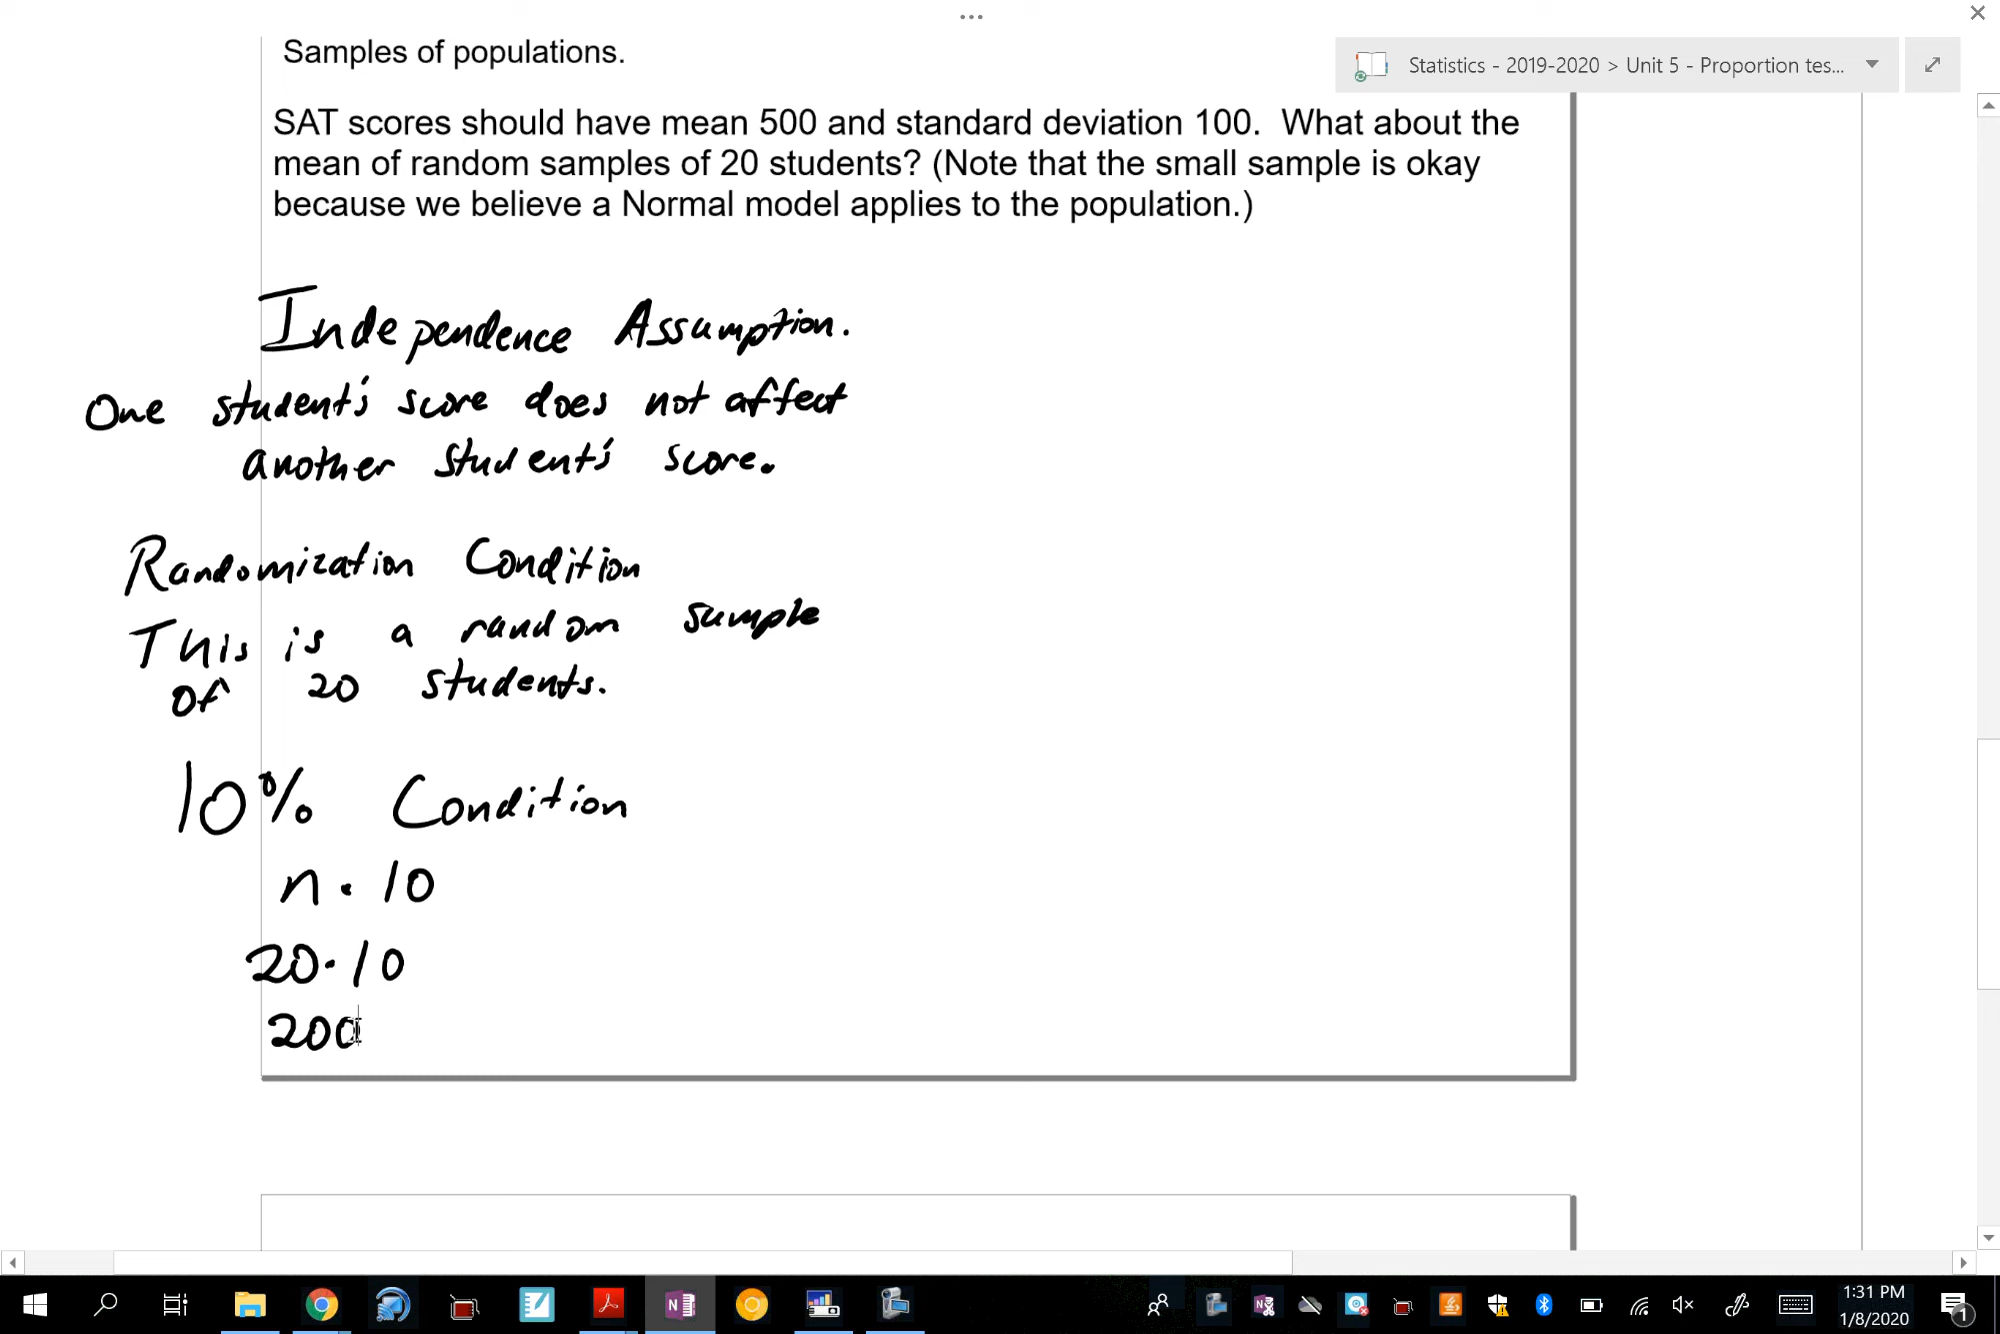 Samples of populations.
Statistics - 2019-2020 > Unit 5 - Proportion tes...
SAT scores should have mean 500 and standard deviation 100. What about the
mean of random samples of 20 students? (Note that the small sample is okay
because we believe a Normal model applies to the population.)
Independence Assumption.
One student's score does not affect
another student's score.
Randomization Condition
This is a random sample
of 20 students.
10% Condition
n · 10
20 · 10
200
1:31 PM
1/8/2020
1